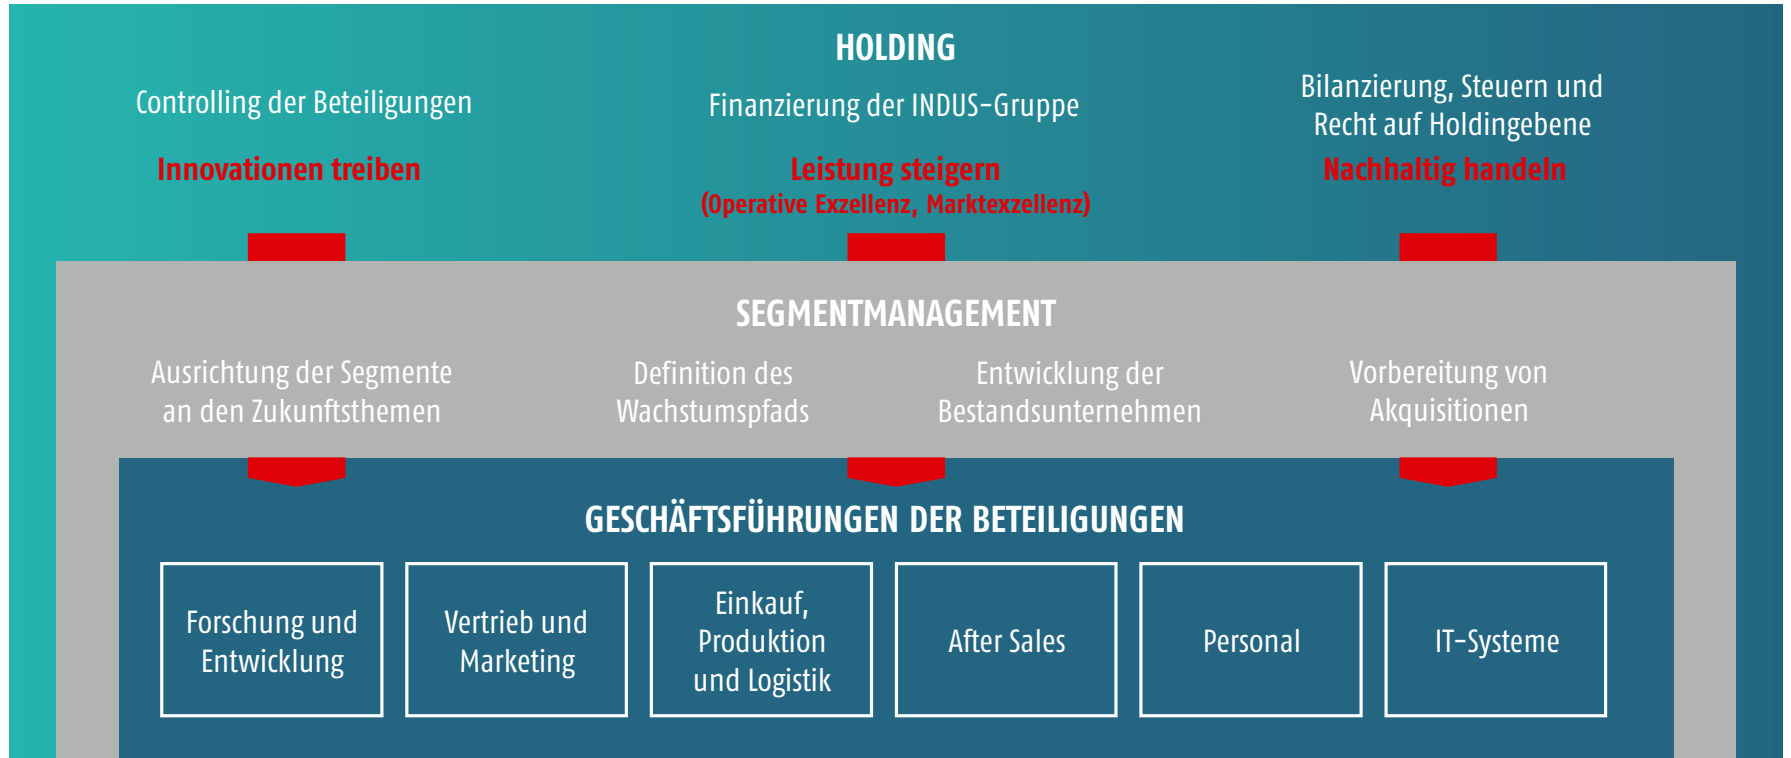 HOLDING
Controlling der Beteiligungen
Finanzierung der INDUS-Gruppe
Bilanzierung, Steuern und
Recht auf Holdingebene
Innovationen treiben
Leistung steigern
(Operative Exzellenz, Marktexzellenz)
Nachhaltig handeln
SEGMENTMANAGEMENT
Ausrichtung der Segmente
an den Zukunftsthemen
Definition des
Wachstumspfads
Entwicklung der
Bestandsunternehmen
Vorbereitung von
Akquisitionen
GESCHÄFTSFÜHRUNGEN DER BETEILIGUNGEN
Forschung und
Entwicklung
Vertrieb und
Marketing
Einkauf,
Produktion
und Logistik
After Sales
Personal
IT-Systeme